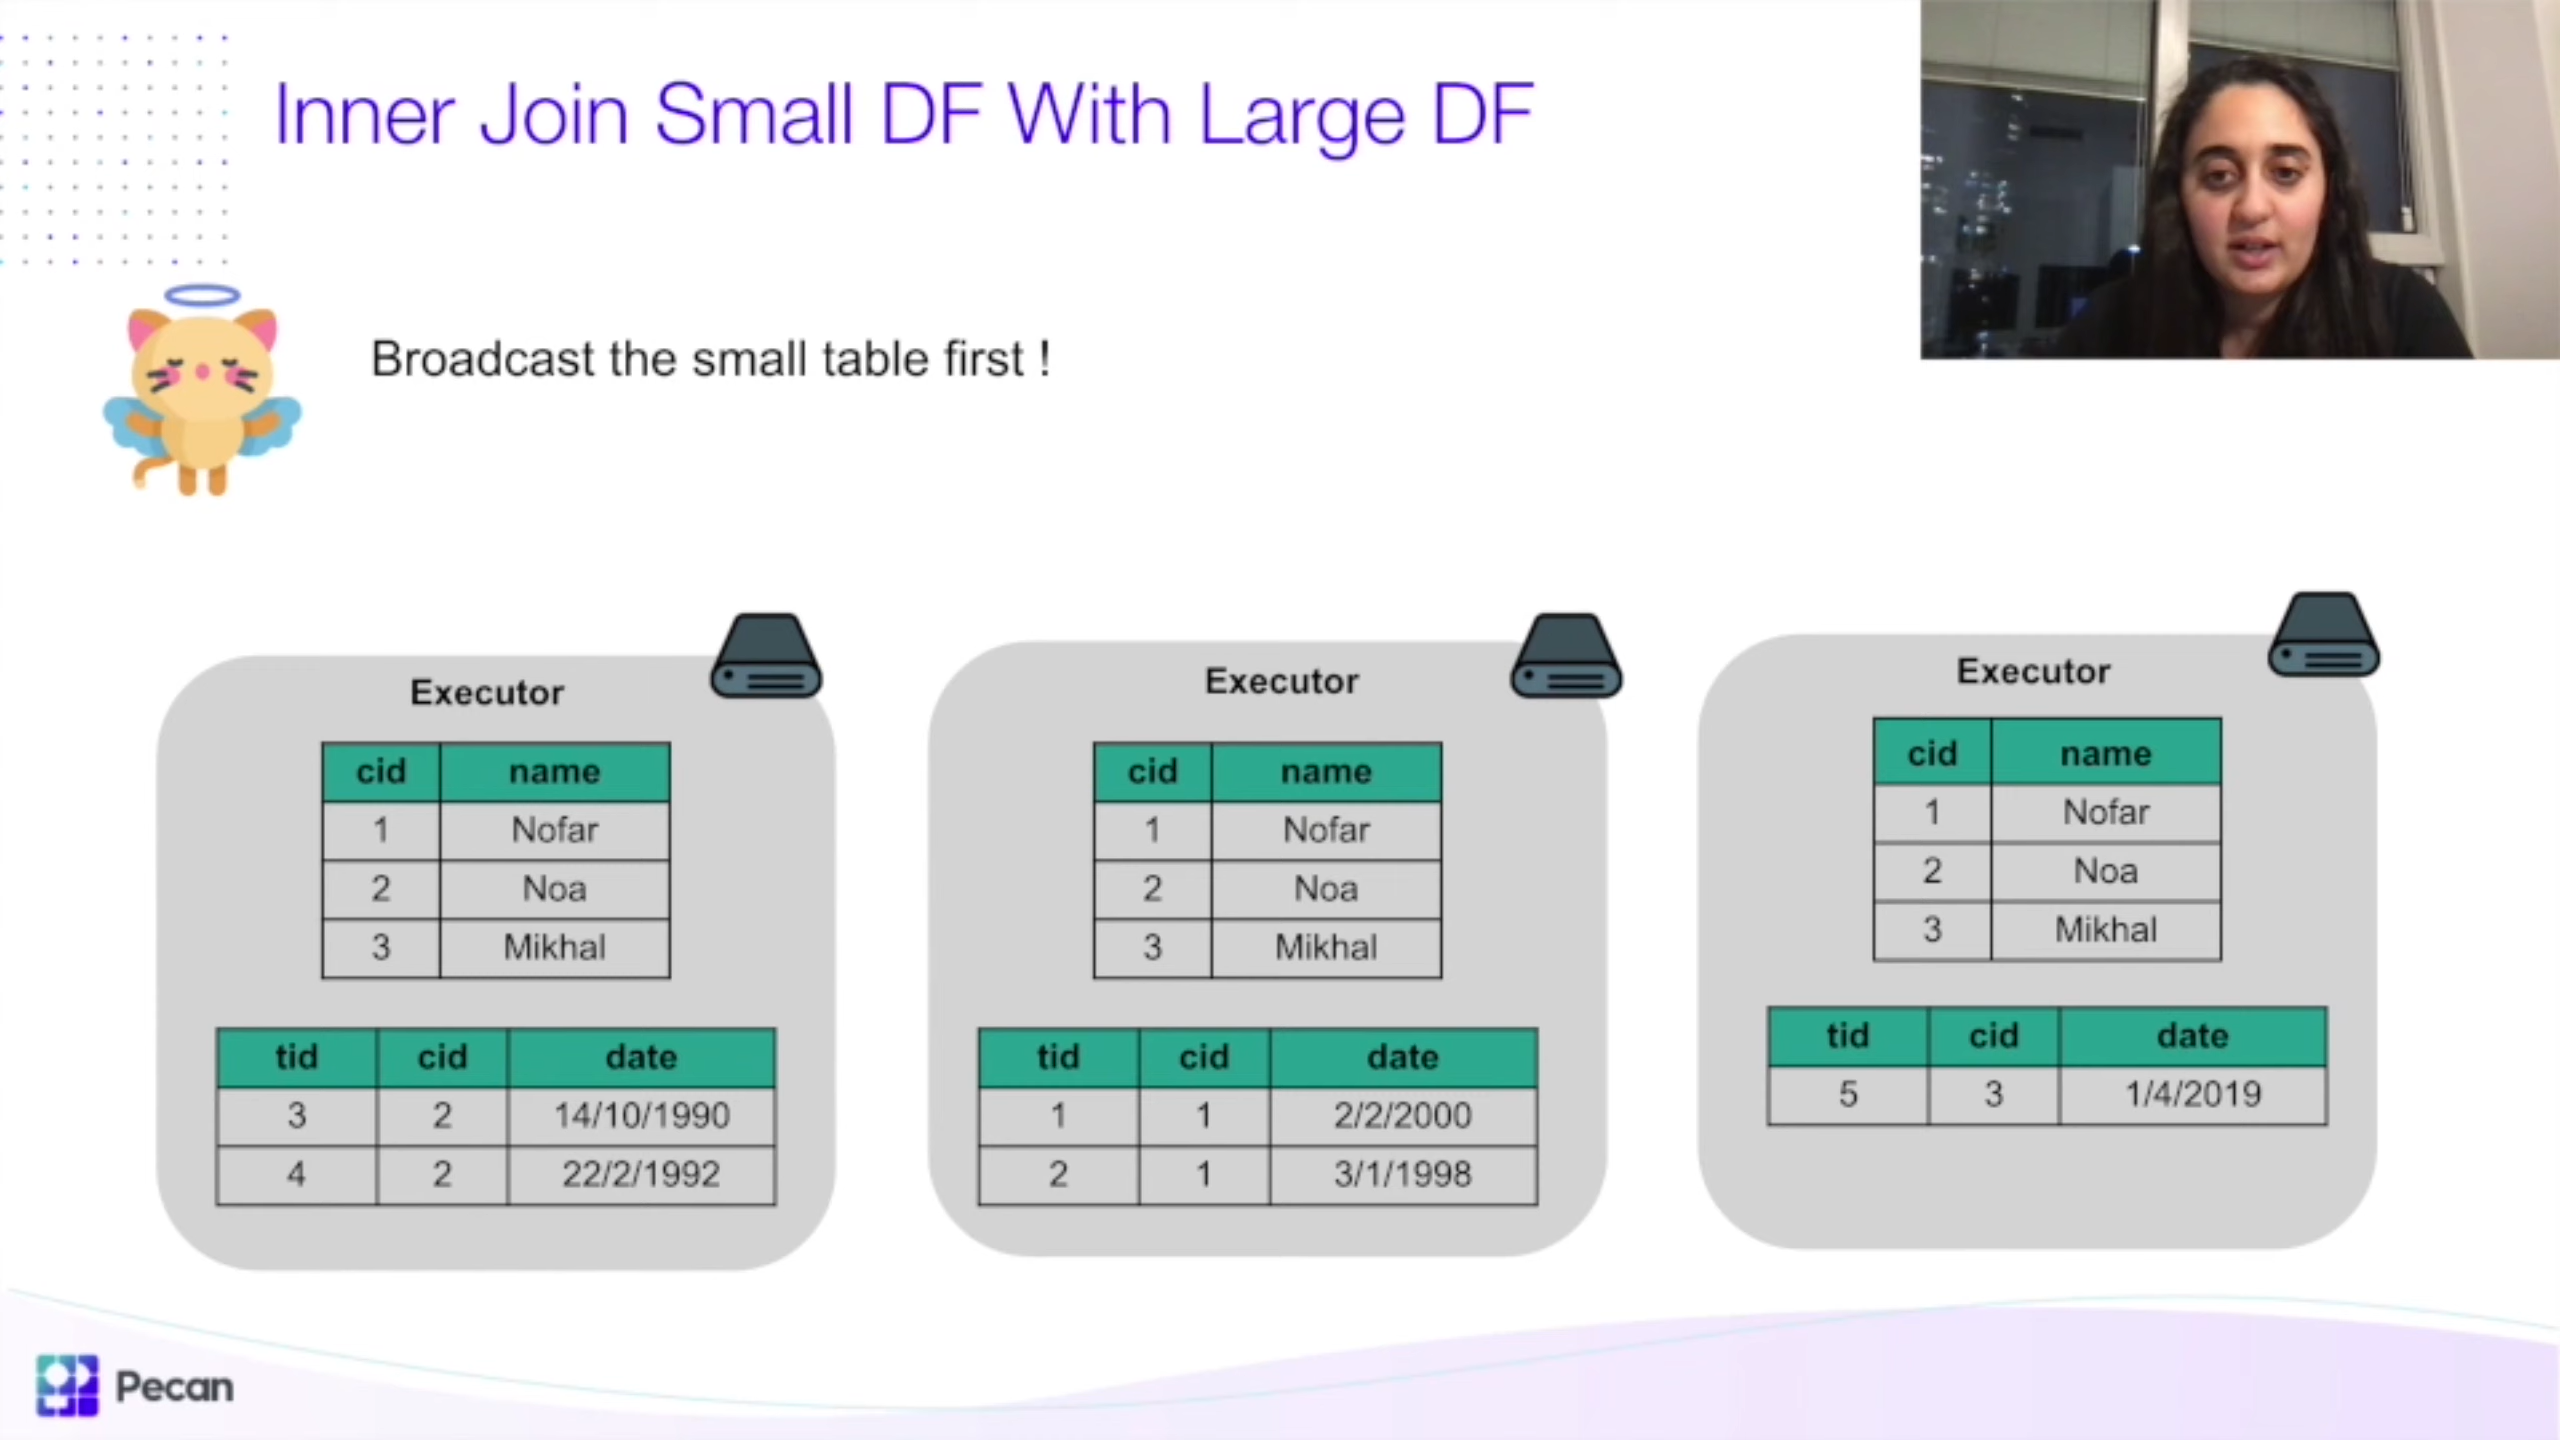 Inner Join Small DF With Large DF
Broadcast the small table first !
Executor
cid name
1 Nofar
2 Noa
3 Mikhal
tid cid date
3 2 14/10/1990
4 2 22/2/1992
Executor
cid name
1 Nofar
2 Noa
3 Mikhal
tid cid date
1 1 2/2/2000
2 1 3/1/1998
Executor
cid name
1 Nofar
2 Noa
3 Mikhal
tid cid date
5 3 1/4/2019
Pecan